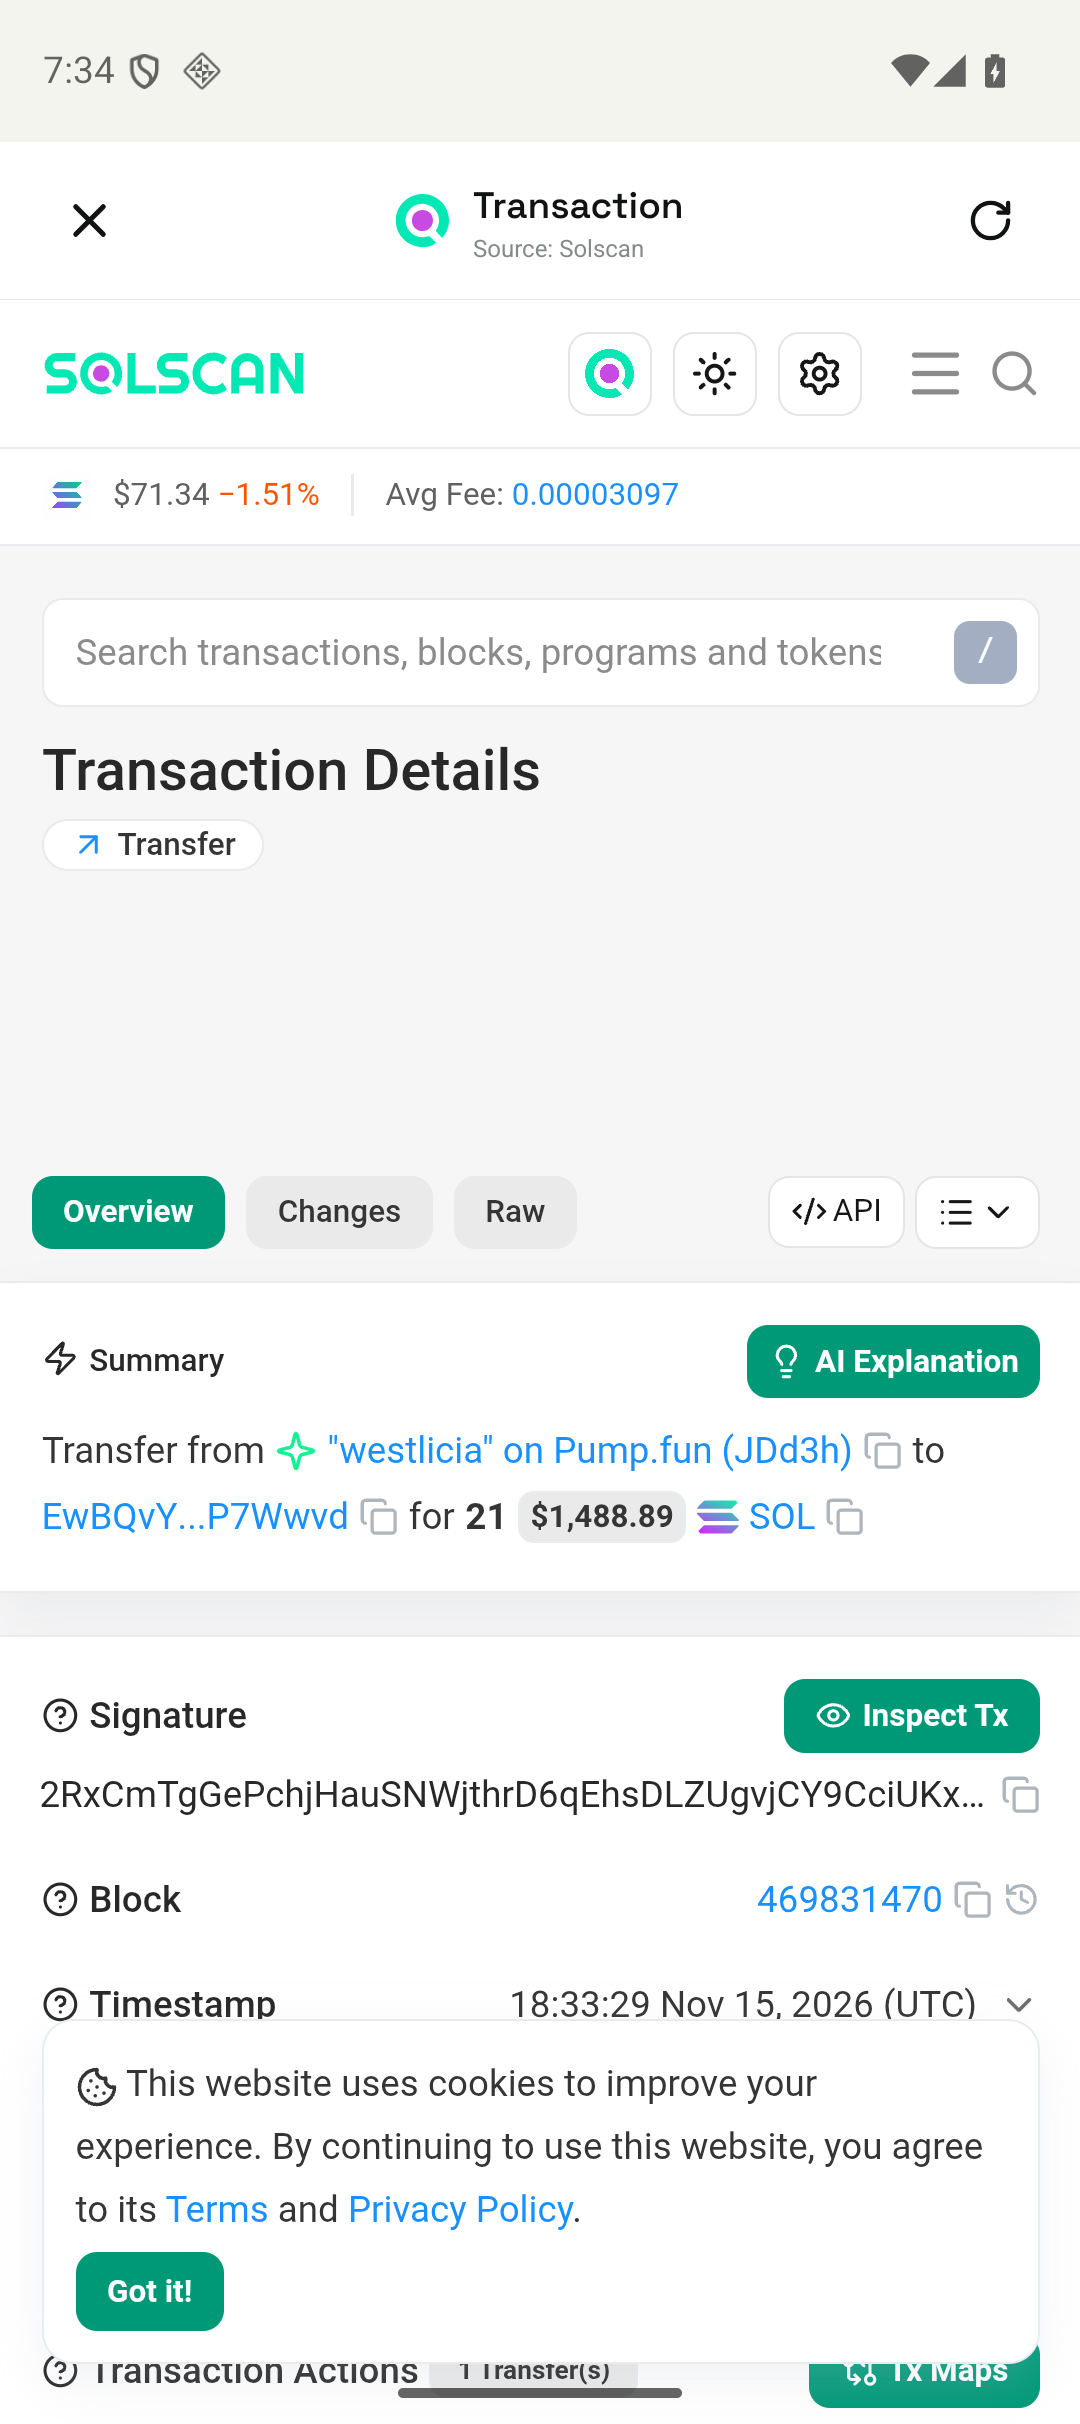 7:34
Transaction
Source: Solscan
SOLSCAN
$71.34 −1.51%
Avg Fee: 0.00003097
Search transactions, blocks, programs and tokens
/
Transaction Details
Transfer
Overview
Changes
Raw
</> API
Summary
AI Explanation
Transfer from "westlicia" on Pump.fun (JDd3h) to
EwBQvY...P7Wwvd for 21 $1,488.89 SOL
Signature
Inspect Tx
2RxCmTgGePchjHauSNWjthrD6qEhsDLZUgvjCY9CciUKx...
Block
469831470
Timestamp
18:33:29 Nov 15, 2026 (UTC)
This website uses cookies to improve your
experience. By continuing to use this website, you agree
to its Terms and Privacy Policy.
Got it!
Transaction Actions
1 Transfer(s)
Tx Maps